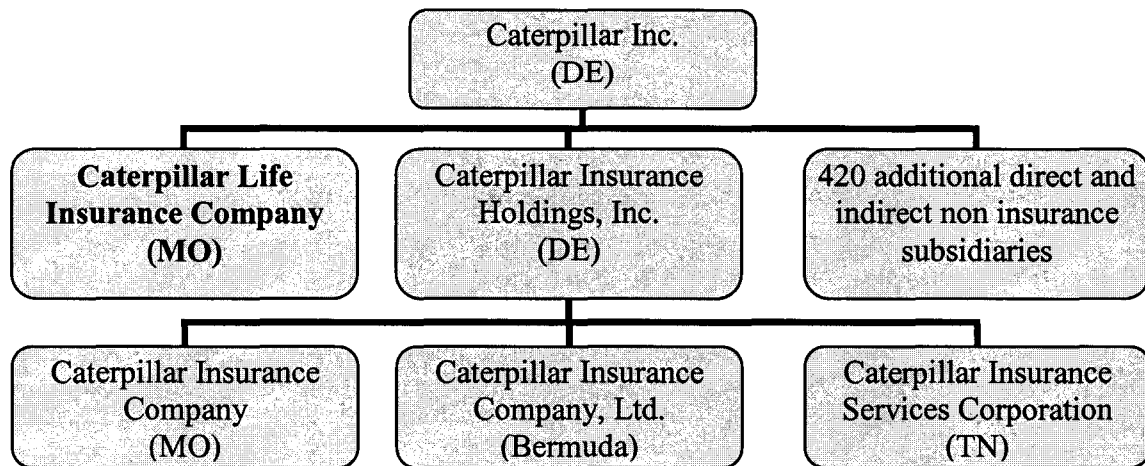 Caterpillar Inc.
(DE)
Caterpillar Life
Insurance Company
(MO)
Caterpillar Insurance
Holdings, Inc.
(DE)
420 additional direct and
indirect non insurance
subsidiaries
Caterpillar Insurance
Company
(MO)
Caterpillar Insurance
Company, Ltd.
(Bermuda)
Caterpillar Insurance
Services Corporation
(TN)